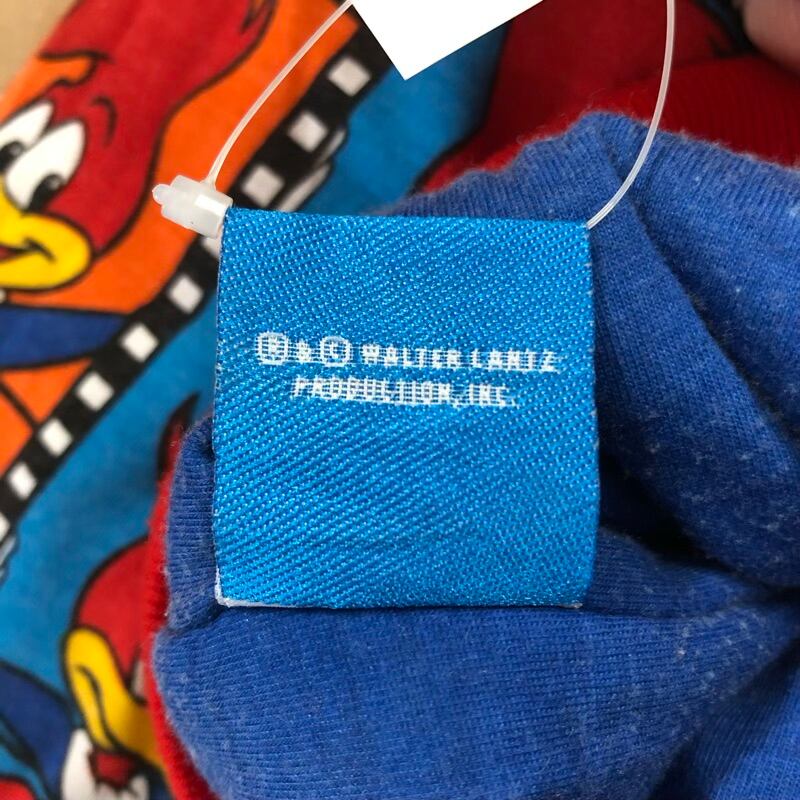 ® & © WALTER LANTZ
PRODUCTION, INC.